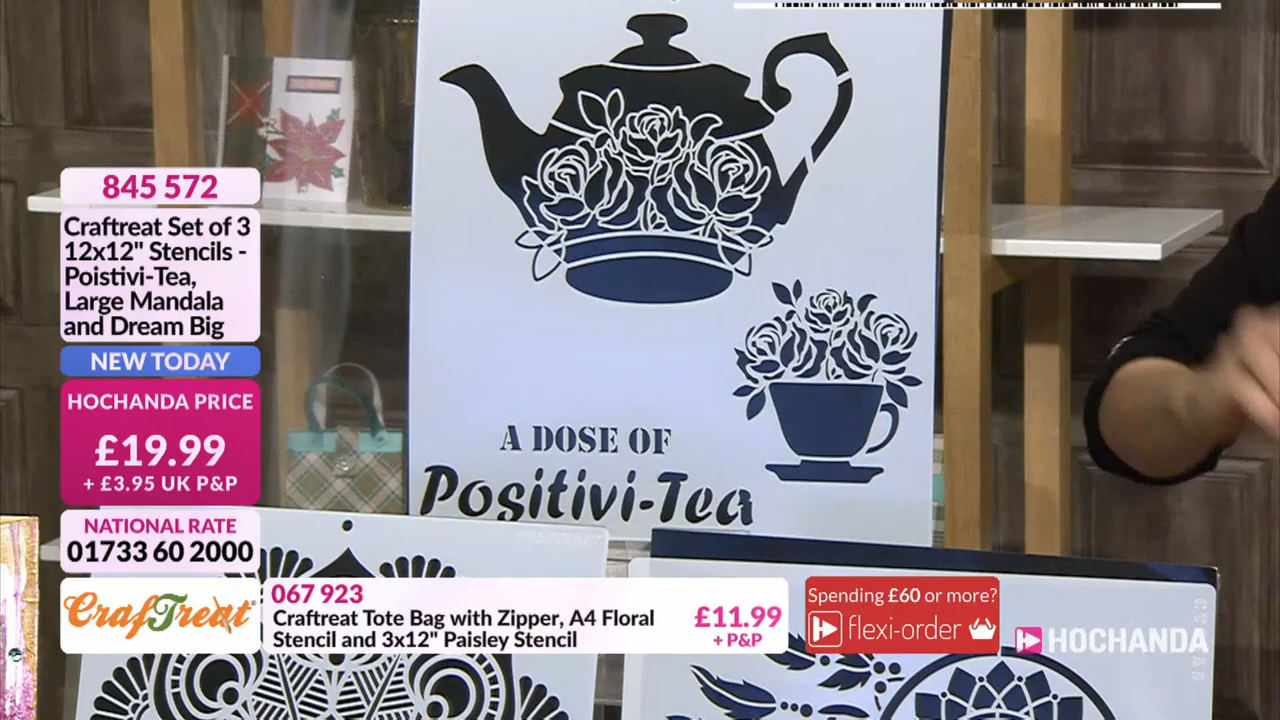 845 572
Craftreat Set of 3
12x12" Stencils -
Poistivi-Tea,
Large Mandala
and Dream Big
NEW TODAY
HOCHANDA PRICE
£19.99
+ £3.95 UK P&P
NATIONAL RATE
01733 60 2000
A DOSE OF
Positivi-Tea
CrafTreat
067 923
Craftreat Tote Bag with Zipper, A4 Floral
Stencil and 3x12" Paisley Stencil
£11.99
+ P&P
Spending £60 or more?
flexi-order
HOCHANDA